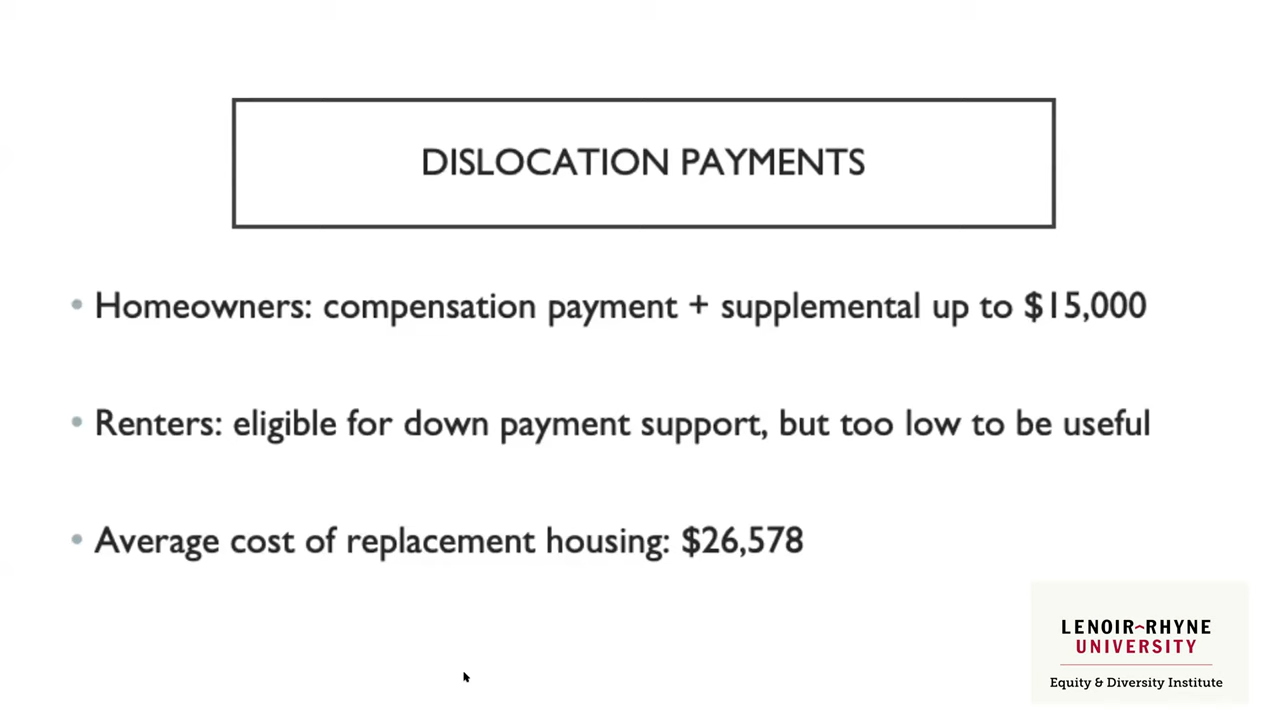 DISLOCATION PAYMENTS
• Homeowners: compensation payment + supplemental up to $15,000
• Renters: eligible for down payment support, but too low to be useful
• Average cost of replacement housing: $26,578
LENOIR-RHYNE
UNIVERSITY
Equity & Diversity Institute